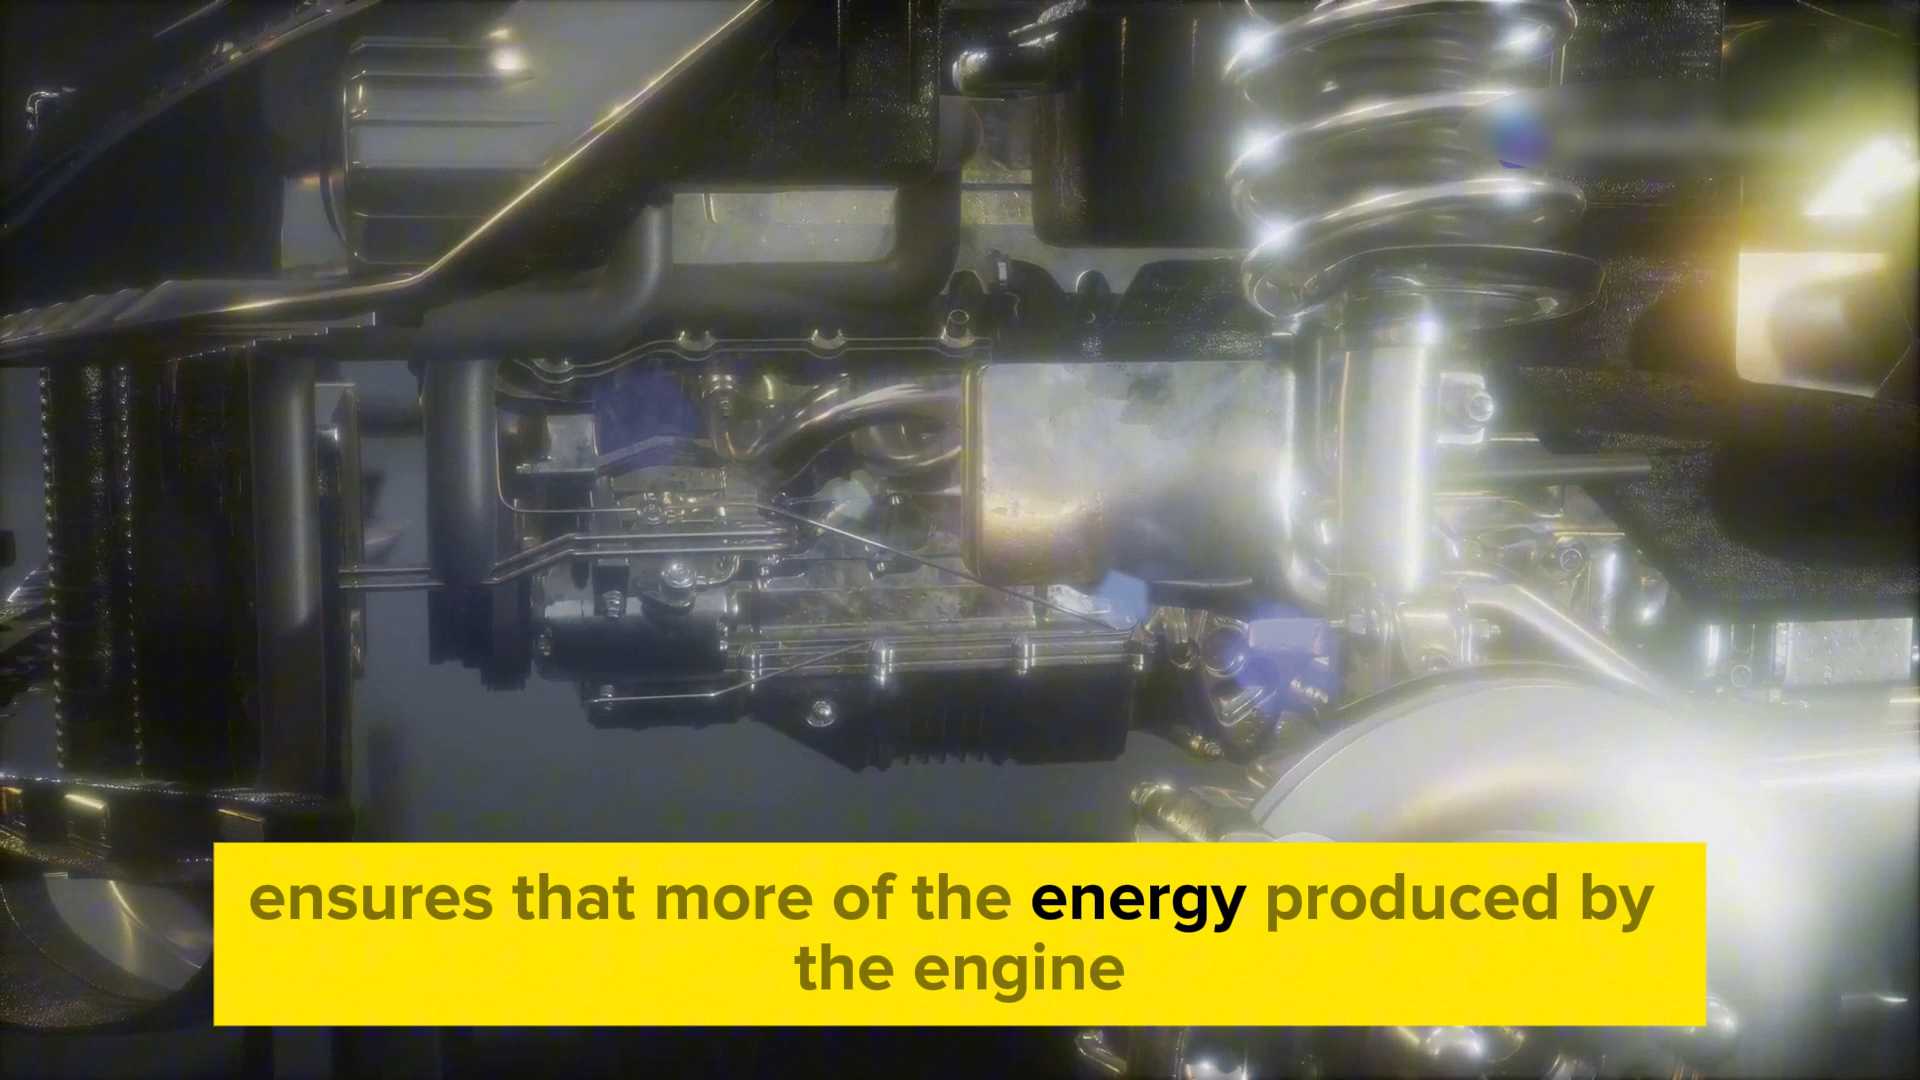 ensures that more of the energy produced by
the engine